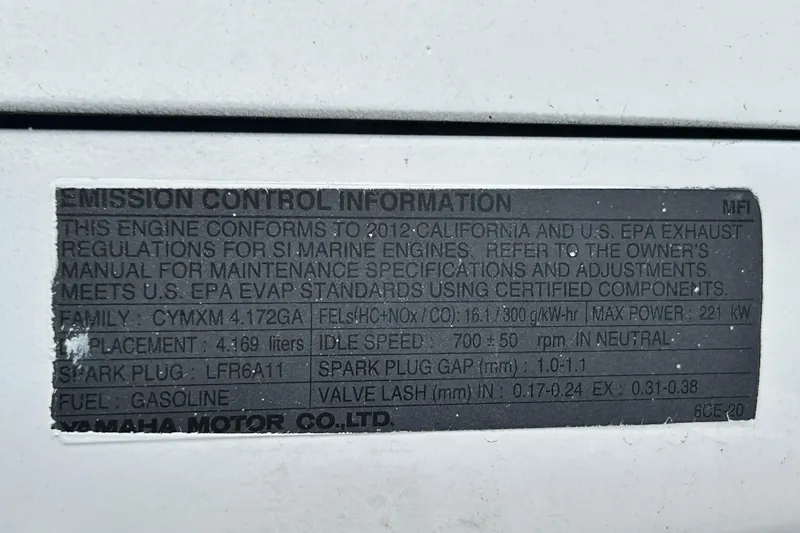 EMISSION CONTROL INFORMATION MFI
THIS ENGINE CONFORMS TO 2012 CALIFORNIA AND U.S. EPA EXHAUST
REGULATIONS FOR SI MARINE ENGINES. REFER TO THE OWNER'S
MANUAL FOR MAINTENANCE SPECIFICATIONS AND ADJUSTMENTS.
MEETS U.S. EPA EVAP STANDARDS USING CERTIFIED COMPONENTS.
FAMILY : CYMXM 4.172GA FELs(HC+NOx / CO): 16.1 / 300 g/kW-hr MAX POWER : 221 kW
PLACEMENT : 4.169 liters IDLE SPEED : 700 ± 50 rpm IN NEUTRAL
SPARK PLUG : LFR6A11 SPARK PLUG GAP (mm) : 1.0-1.1
FUEL : GASOLINE VALVE LASH (mm) IN : 0.17-0.24 EX : 0.31-0.38
YAMAHA MOTOR CO.,LTD. 6CE-20